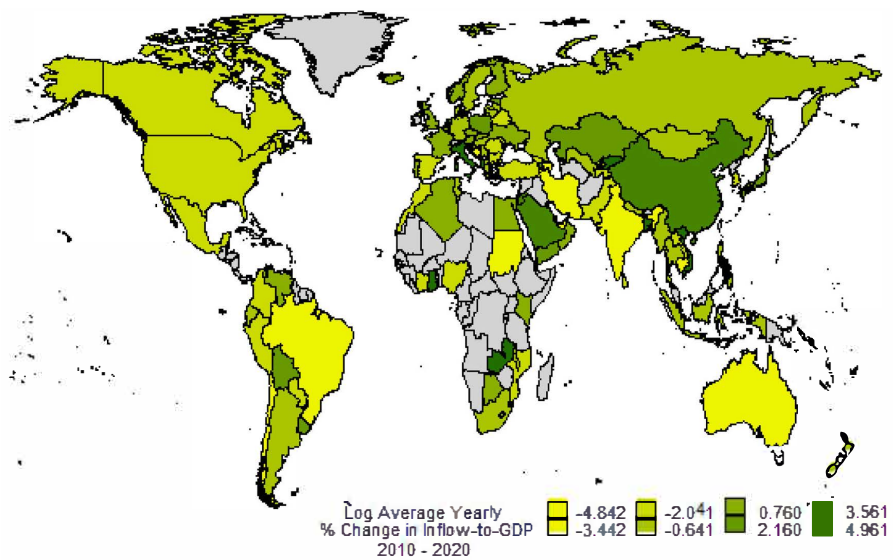 Log Average Yearly -4.842 -2.041 0.760 3.561
% Change in Inflow-to-GDP -3.442 -0.641 2.160 4.961
2010 - 2020